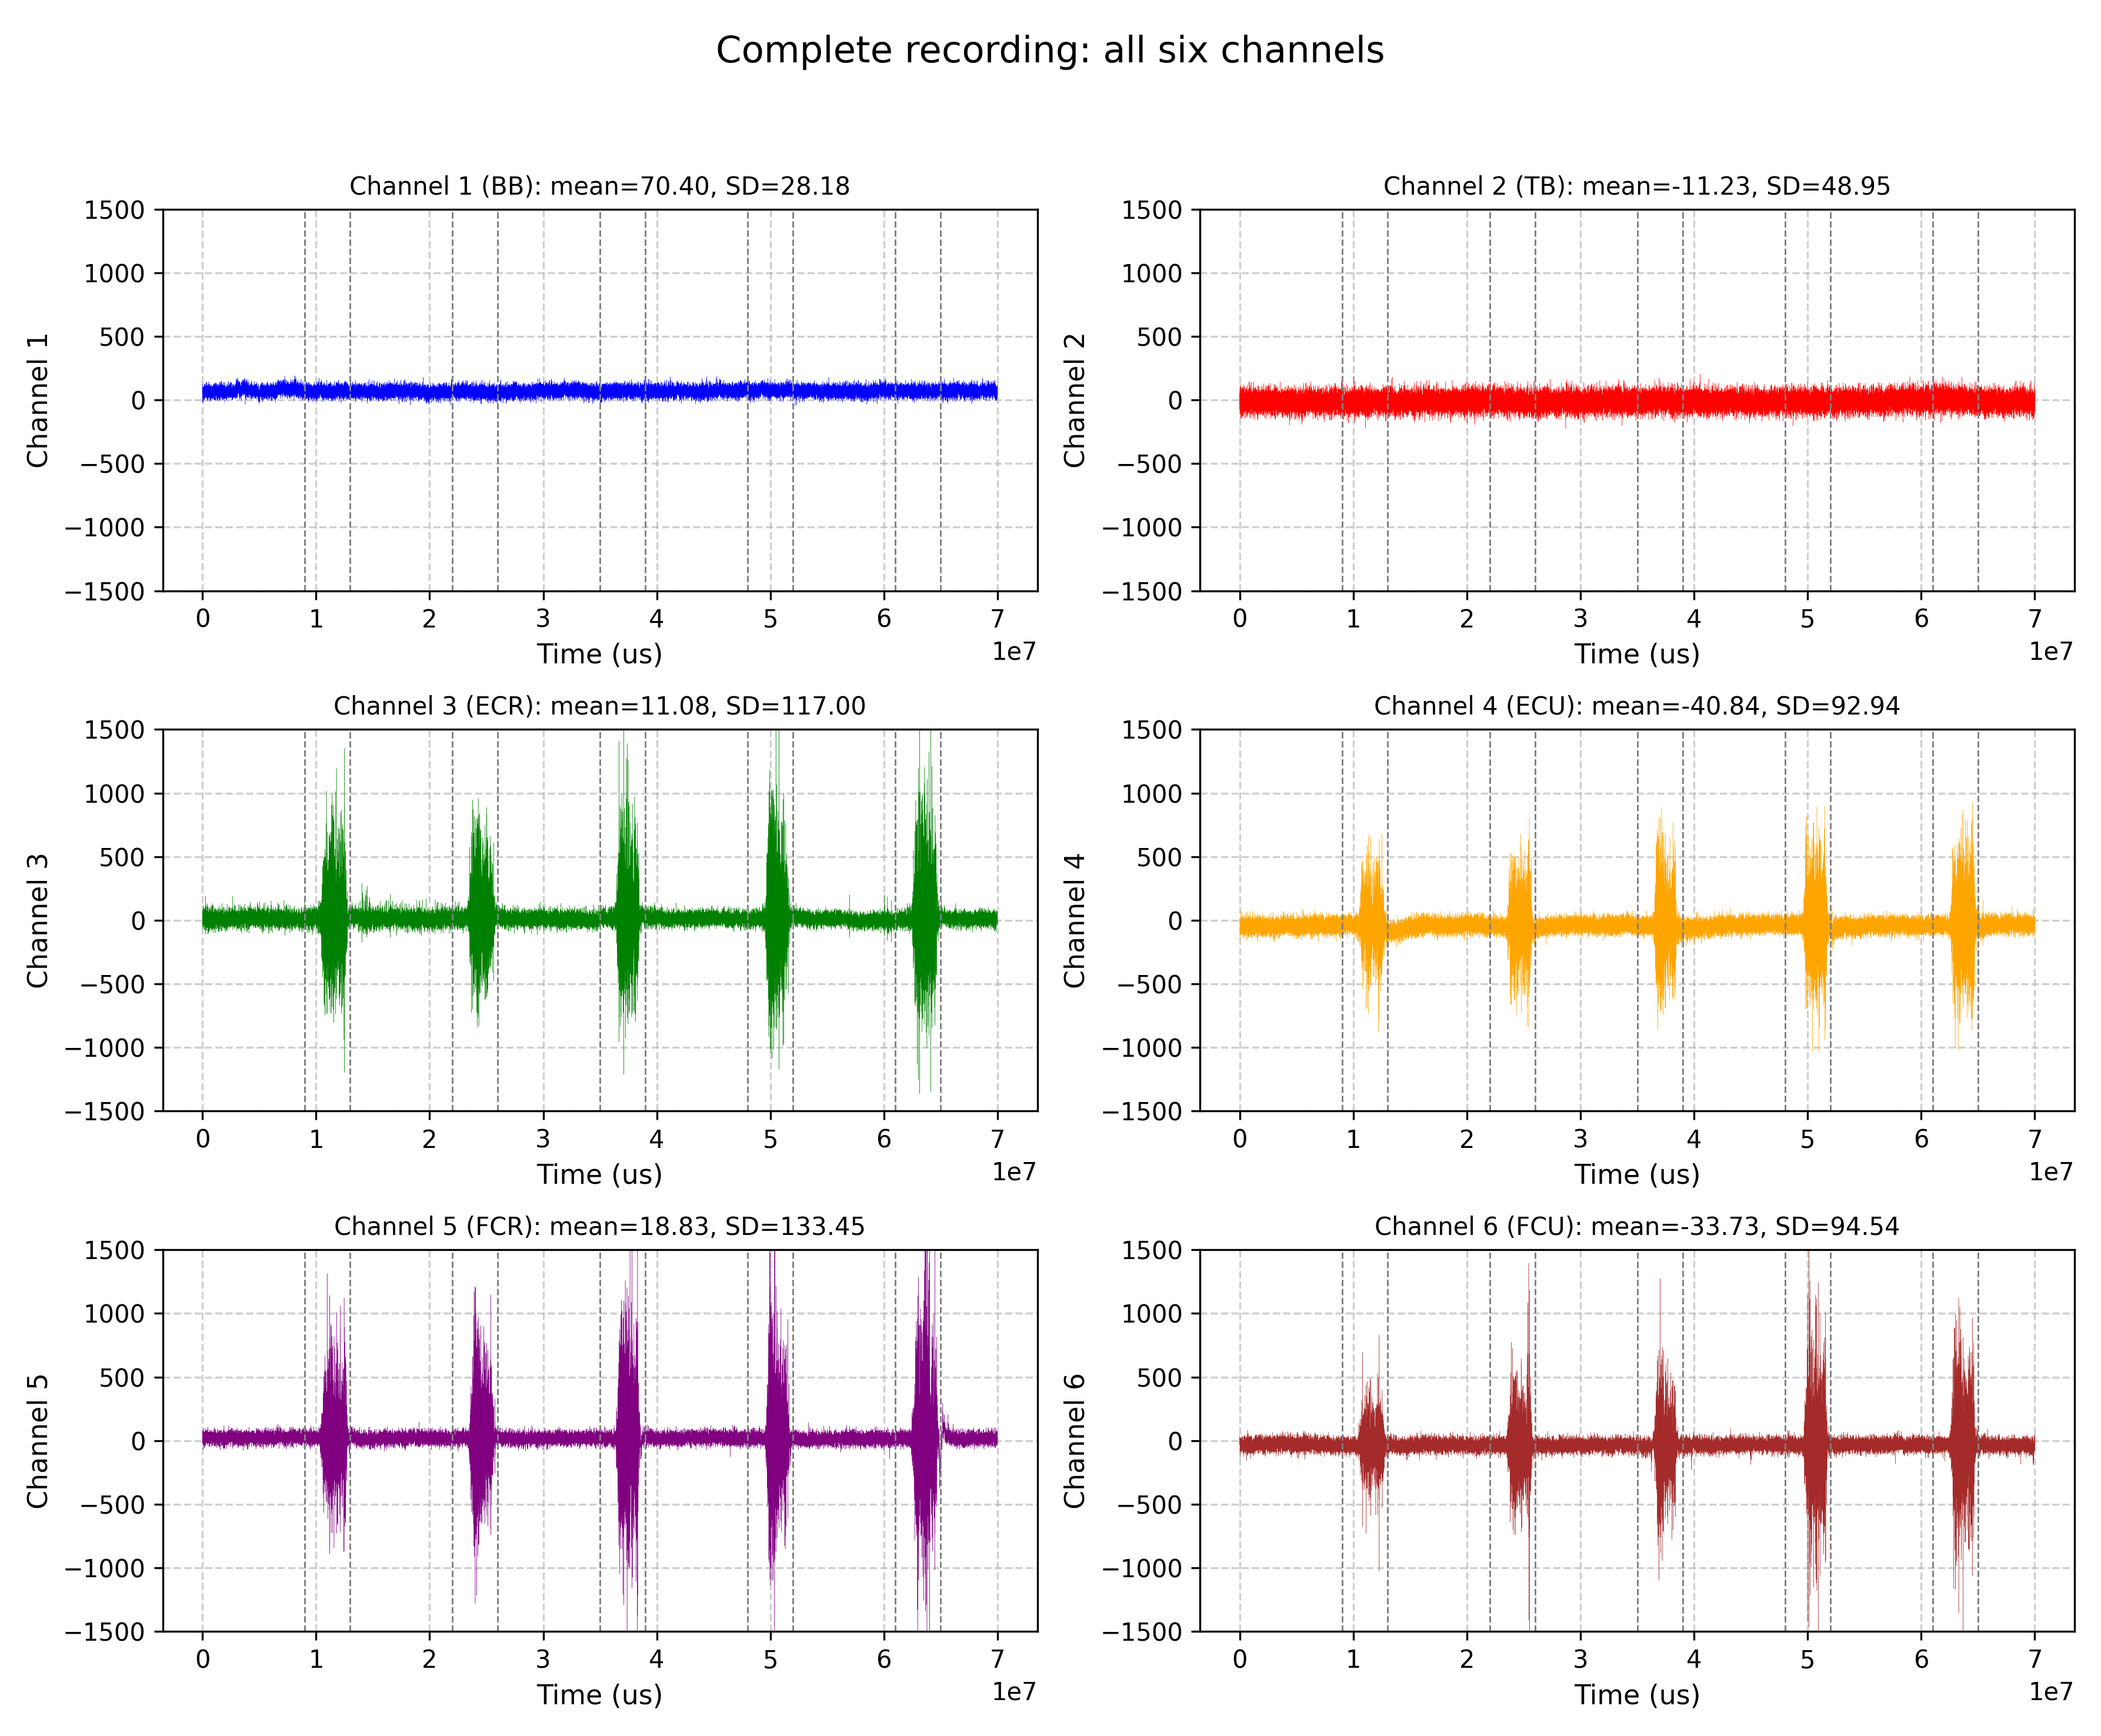 Complete recording: all six channels
Channel 1 (BB): mean=70.40, SD=28.18
Channel 1
1500
1000
500
0
−500
−1000
−1500
0 1 2 3 4 5 6 7
Time (us)
1e7
Channel 2 (TB): mean=-11.23, SD=48.95
Channel 2
1500
1000
500
0
−500
−1000
−1500
0 1 2 3 4 5 6 7
Time (us)
1e7
Channel 3 (ECR): mean=11.08, SD=117.00
Channel 3
1500
1000
500
0
−500
−1000
−1500
0 1 2 3 4 5 6 7
Time (us)
1e7
Channel 4 (ECU): mean=-40.84, SD=92.94
Channel 4
1500
1000
500
0
−500
−1000
−1500
0 1 2 3 4 5 6 7
Time (us)
1e7
Channel 5 (FCR): mean=18.83, SD=133.45
Channel 5
1500
1000
500
0
−500
−1000
−1500
0 1 2 3 4 5 6 7
Time (us)
1e7
Channel 6 (FCU): mean=-33.73, SD=94.54
Channel 6
1500
1000
500
0
−500
−1000
−1500
0 1 2 3 4 5 6 7
Time (us)
1e7